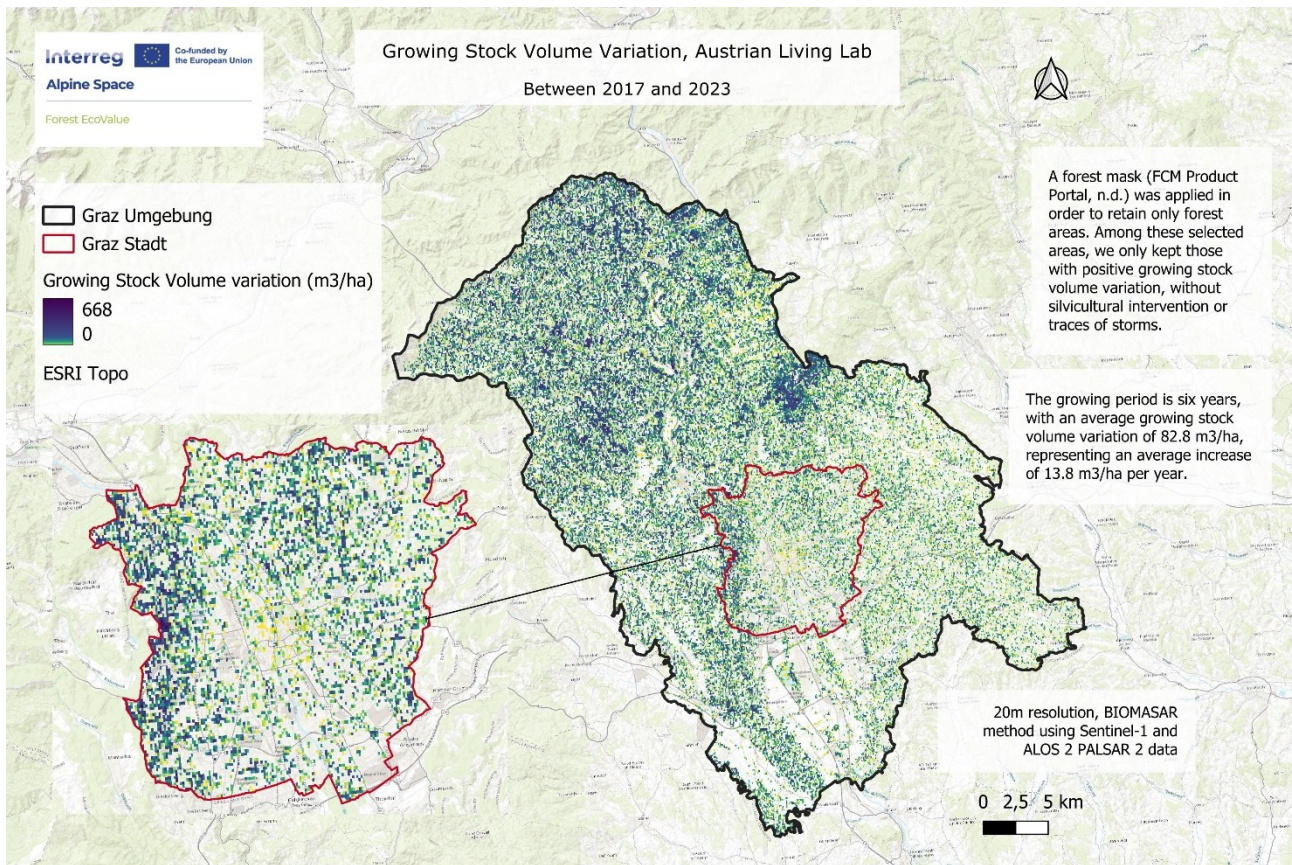 Interreg
Co-funded by
the European Union
Alpine Space
Forest EcoValue
Growing Stock Volume Variation, Austrian Living Lab
Between 2017 and 2023
Graz Umgebung
Graz Stadt
Growing Stock Volume variation (m3/ha)
668
0
ESRI Topo
A forest mask (FCM Product
Portal, n.d.) was applied in
order to retain only forest
areas. Among these selected
areas, we only kept those
with positive growing stock
volume variation, without
silvicultural intervention or
traces of storms.
The growing period is six years,
with an average growing stock
volume variation of 82.8 m3/ha,
representing an average increase
of 13.8 m3/ha per year.
20m resolution, BIOMASAR
method using Sentinel-1 and
ALOS 2 PALSAR 2 data
0 2,5 5 km